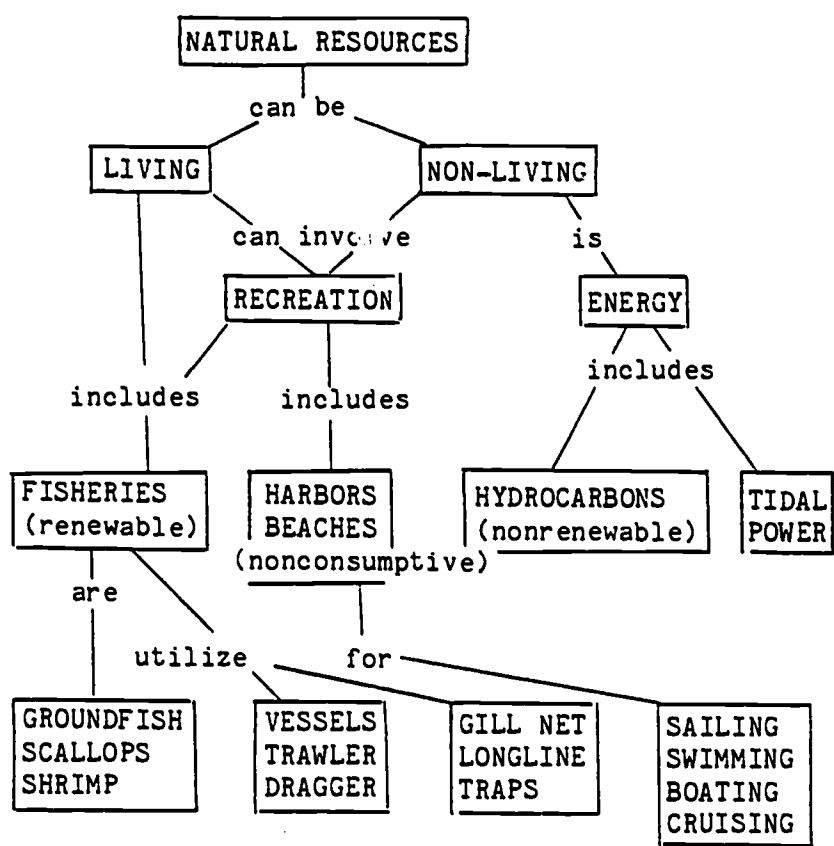 NATURAL RESOURCES
can be
LIVING
NON-LIVING
can involve
is
RECREATION
ENERGY
includes
includes
includes
FISHERIES
(renewable)
HARBORS
BEACHES
(nonconsumptive)
HYDROCARBONS
(nonrenewable)
TIDAL
POWER
are
utilize
for
GROUNDFISH
SCALLOPS
SHRIMP
VESSELS
TRAWLER
DRAGGER
GILL NET
LONGLINE
TRAPS
SAILING
SWIMMING
BOATING
CRUISING